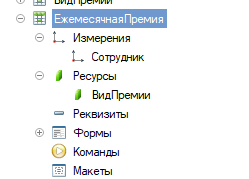 ВидПремии
ЕжемесячнаяПремия
Измерения
Сотрудник
Ресурсы
ВидПремии
Реквизиты
Формы
Команды
Макеты